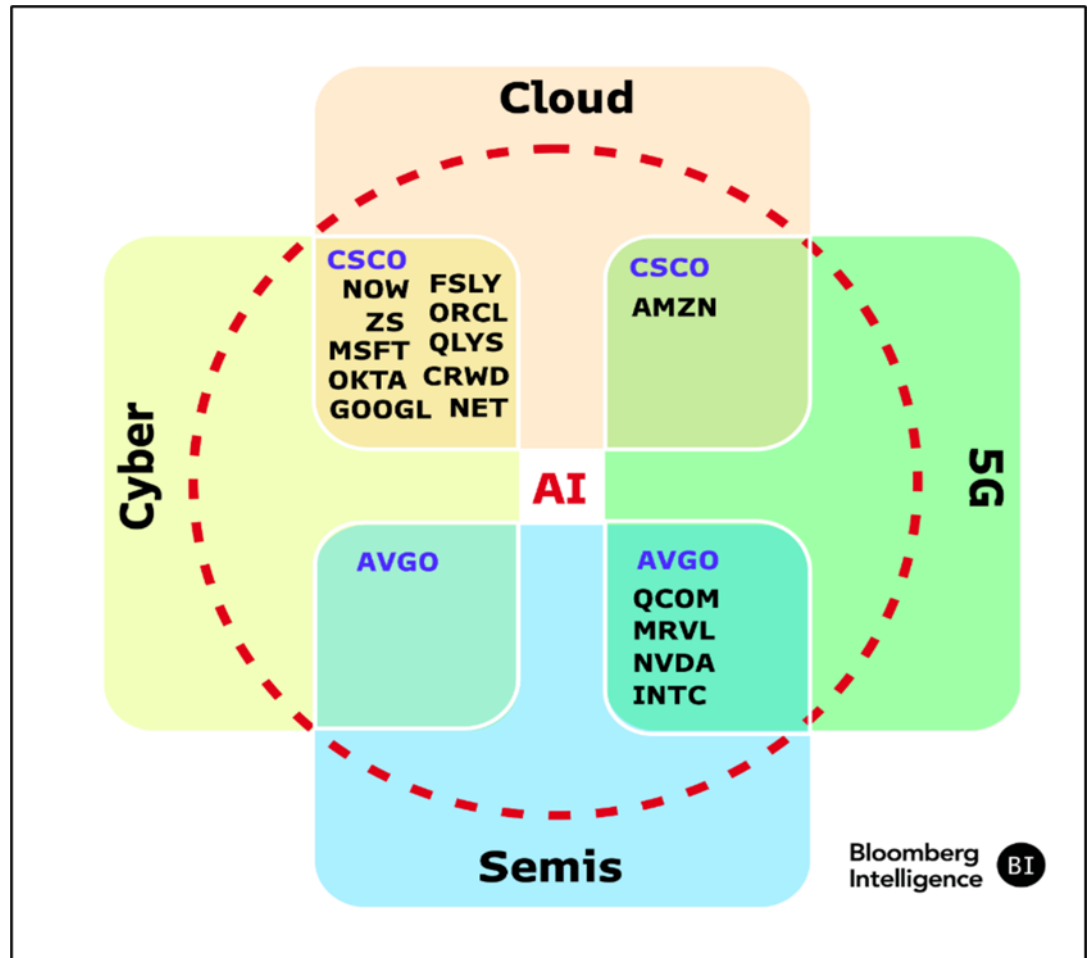 Cloud
CSCO
NOW FSLY
ZS ORCL
MSFT QLYS
OKTA CRWD
GOOGL NET
CSCO
AMZN
Cyber
AI
5G
AVGO
AVGO
QCOM
MRVL
NVDA
INTC
Semis
Bloomberg
Intelligence BI